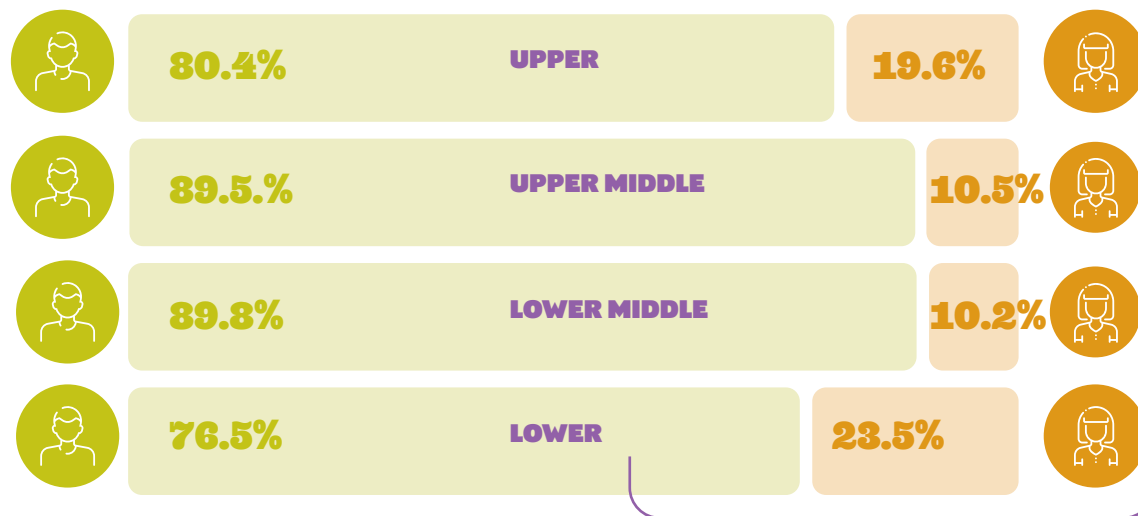 80.4% UPPER 19.6%
89.5.% UPPER MIDDLE 10.5%
89.8% LOWER MIDDLE 10.2%
76.5% LOWER 23.5%